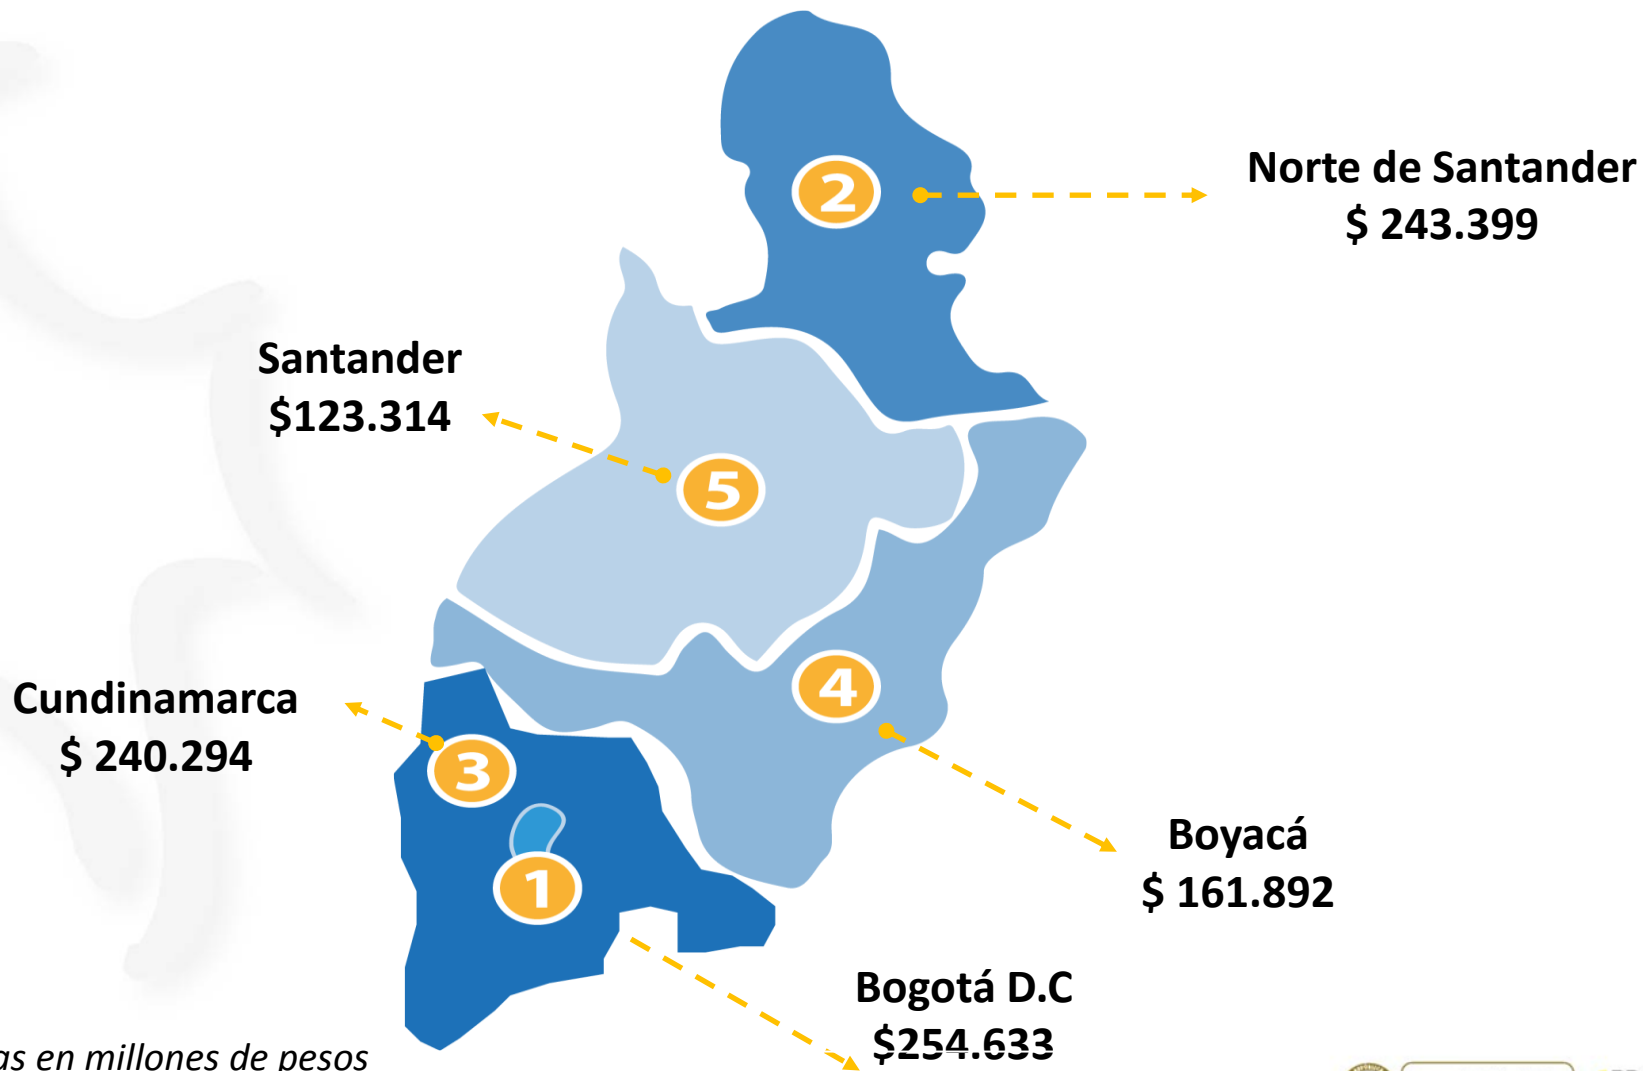 2
Norte de Santander
$ 243.399
Santander
$123.314
5
Cundinamarca
$ 240.294
3
4
Boyacá
$ 161.892
1
Bogotá D.C
$254.633
en millones de pesos